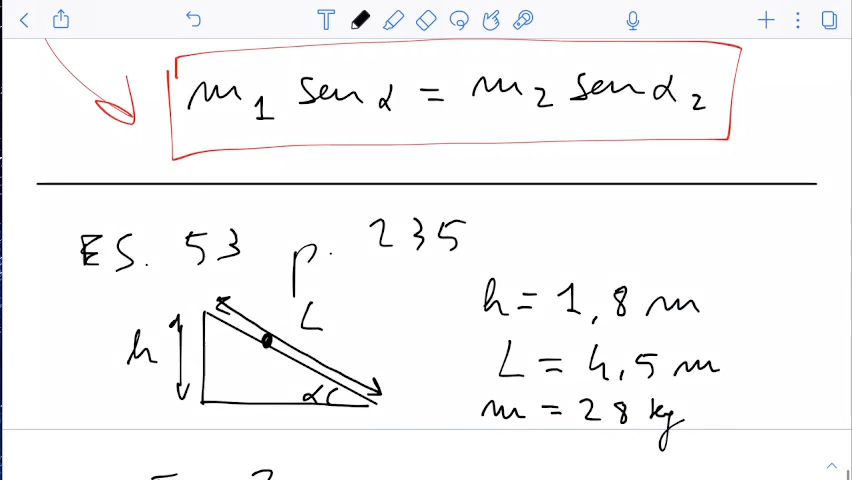 m1 sen α = m2 sen α2
ES. 53 p. 235
L
h = 1,8 m
h
L = 4,5 m
α
m = 28 kg